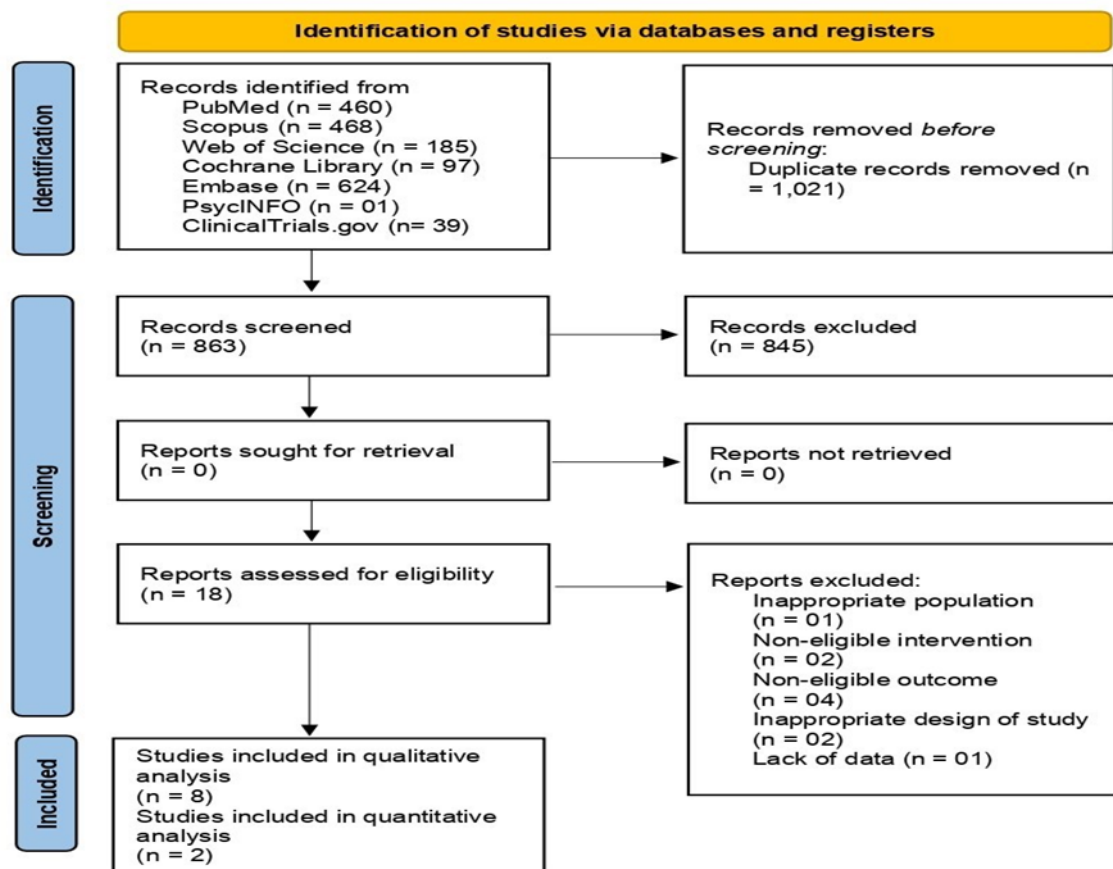 Identification of studies via databases and registers
Identification
Records identified from
PubMed (n = 460)
Scopus (n = 468)
Web of Science (n = 185)
Cochrane Library (n = 97)
Embase (n = 624)
PsycINFO (n = 01)
ClinicalTrials.gov (n= 39)
Records removed before
screening:
Duplicate records removed (n
= 1,021)
Screening
Records screened
(n = 863)
Records excluded
(n = 845)
Reports sought for retrieval
(n = 0)
Reports not retrieved
(n = 0)
Reports assessed for eligibility
(n = 18)
Reports excluded:
Inappropriate population
(n = 01)
Non-eligible intervention
(n = 02)
Non-eligible outcome
(n = 04)
Inappropriate design of study
(n = 02)
Lack of data (n = 01)
Included
Studies included in qualitative
analysis
(n = 8)
Studies included in quantitative
analysis
(n = 2)